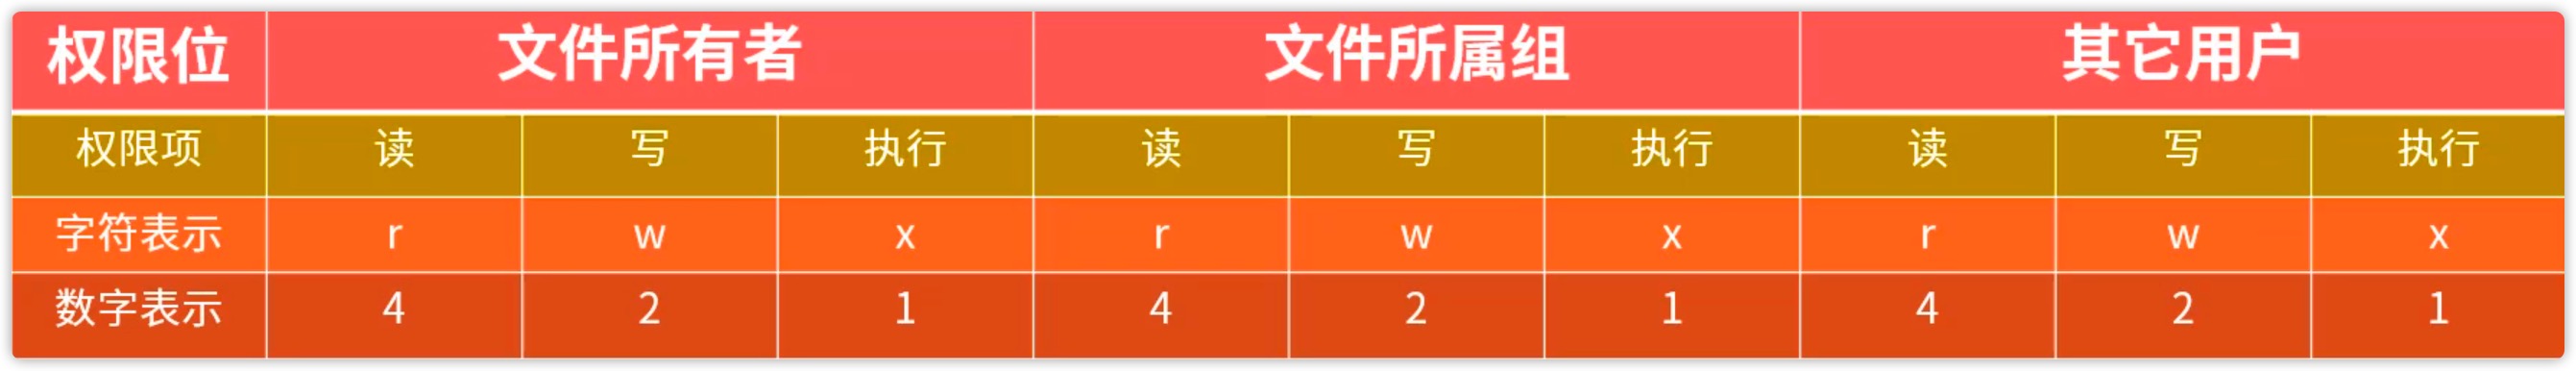 权限位 文件所有者 文件所属组 其它用户
权限项 读 写 执行 读 写 执行 读 写 执行
字符表示 r w x r w x r w x
数字表示 4 2 1 4 2 1 4 2 1